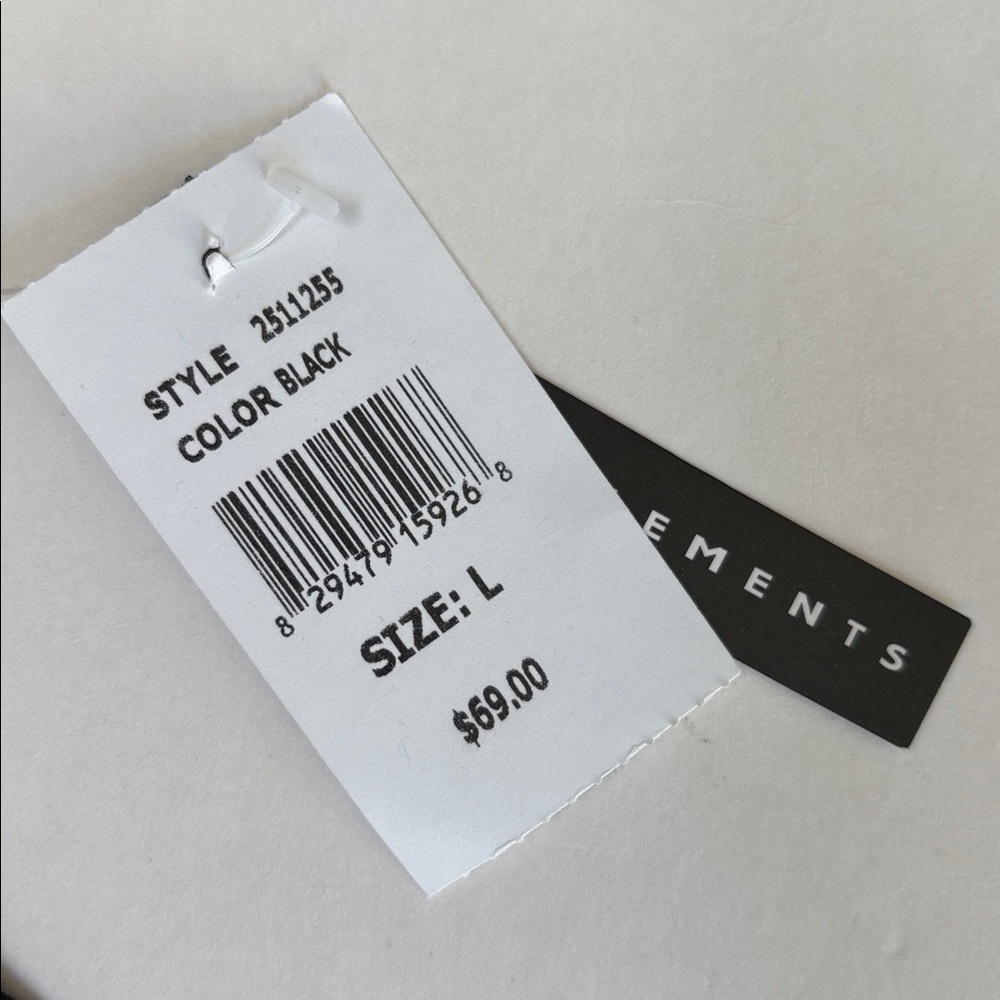 STYLE 2511255
COLOR BLACK
8 29479 15926 8
SIZE: L
$69.00
EMENTS